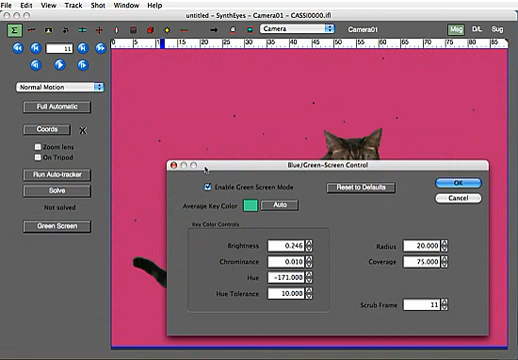 File Edit View Track Shot Window Help
untitled - SynthEyes - Camera01 - CASSI0000.ifl
Σ Camera Camera01 Msg D/L Sug
11 0 5 10 15 20 25 30 35 40 45 50 55 60 65 70 75 80 85
Normal Motion
Full Automatic
Coords
Zoom lens
On Tripod
Run Auto-tracker
Solve
Not solved
Green Screen
Blue/Green-Screen Control
Enable Green Screen Mode Reset to Defaults OK
Average Key Color Auto Cancel
Key Color Controls
Brightness 0.246 Radius 20.000
Chrominance 0.010 Coverage 75.000
Hue -171.000
Hue Tolerance 10.000 Scrub Frame 11